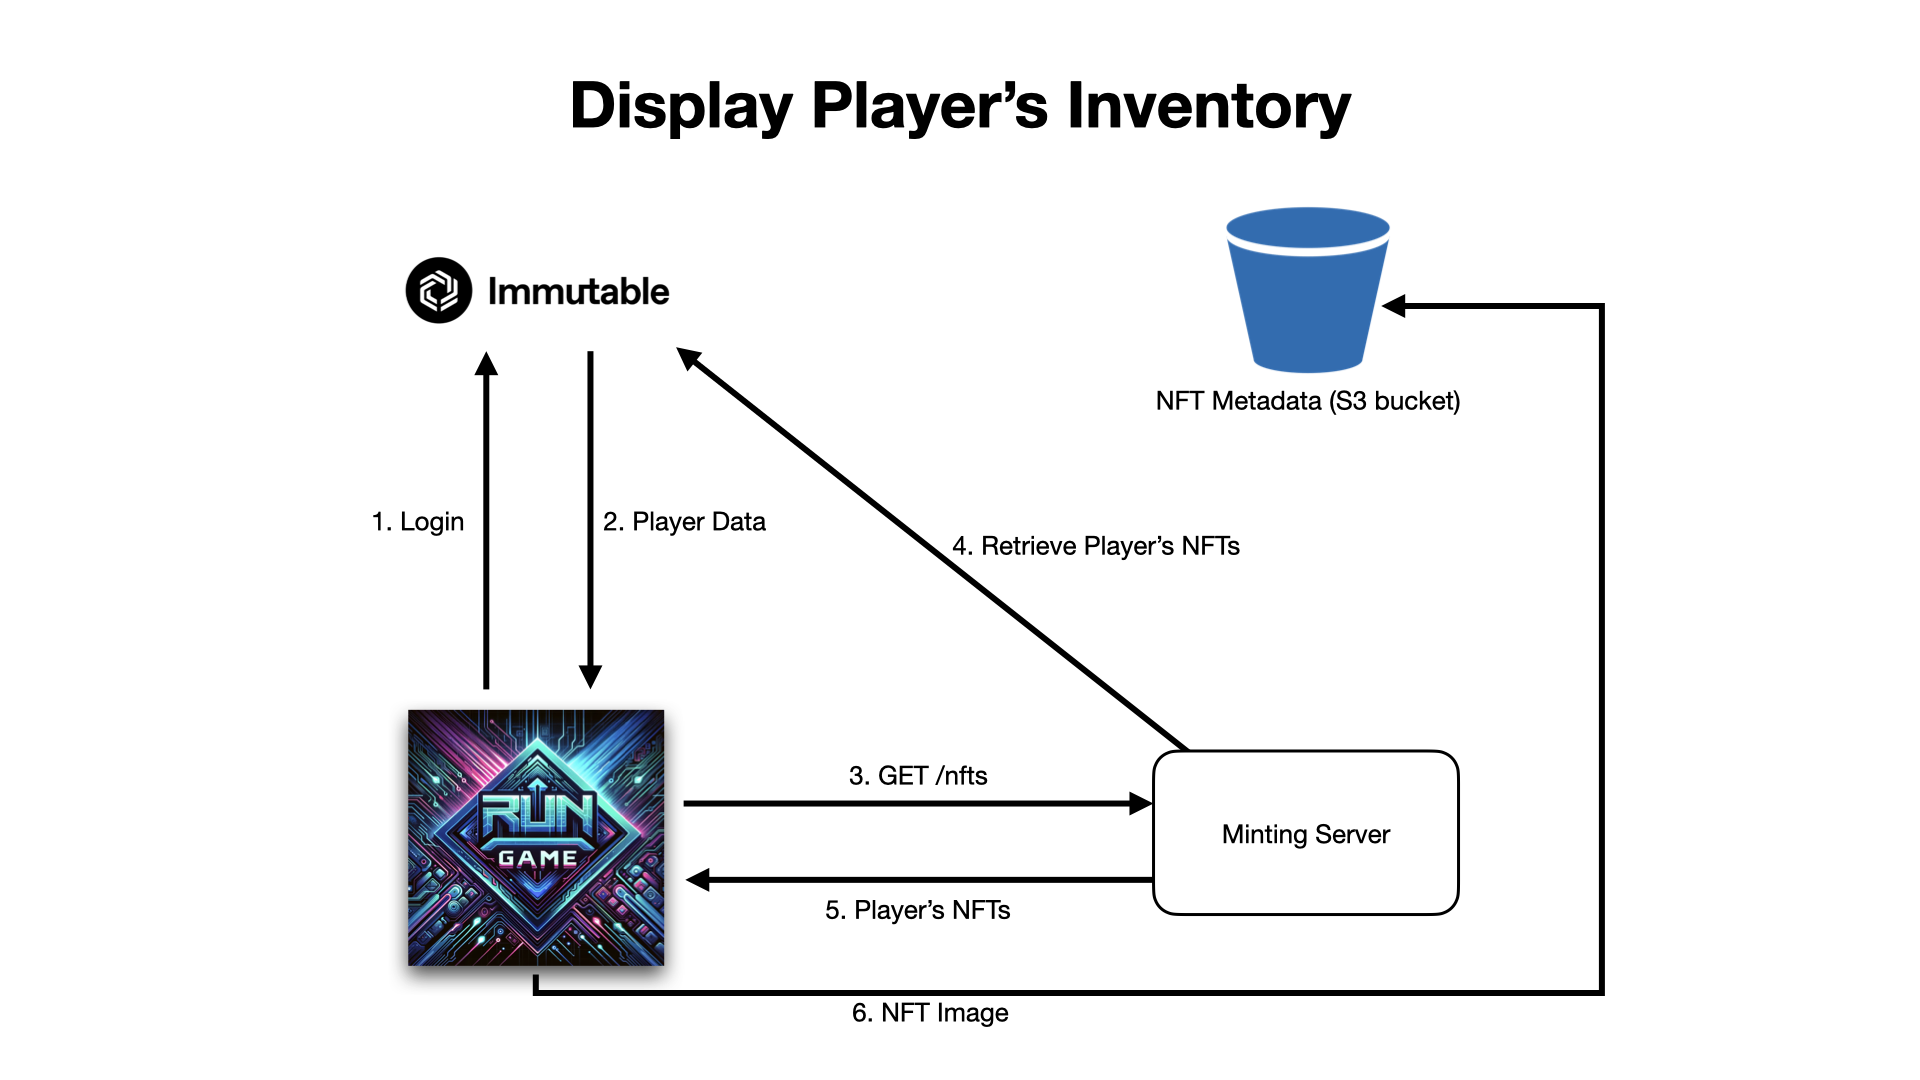 Display Player’s Inventory
Immutable
NFT Metadata (S3 bucket)
1. Login
2. Player Data
4. Retrieve Player’s NFTs
3. GET /nfts
RUN
GAME
Minting Server
5. Player’s NFTs
6. NFT Image